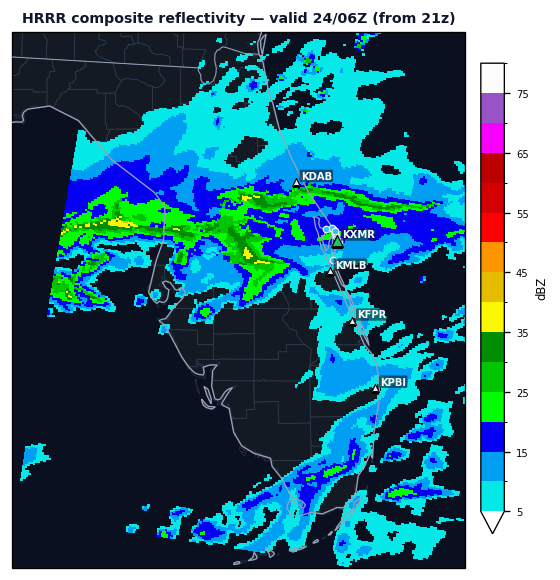 HRRR composite reflectivity — valid 24/06Z (from 21z)
KDAB
KXMR
KMLB
KFPR
KPBI
75
65
55
45
35
25
15
5
dBZ